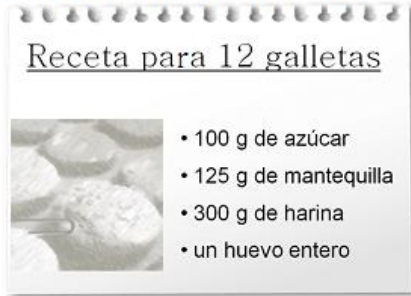 Receta para 12 galletas
• 100 g de azúcar
• 125 g de mantequilla
• 300 g de harina
• un huevo entero